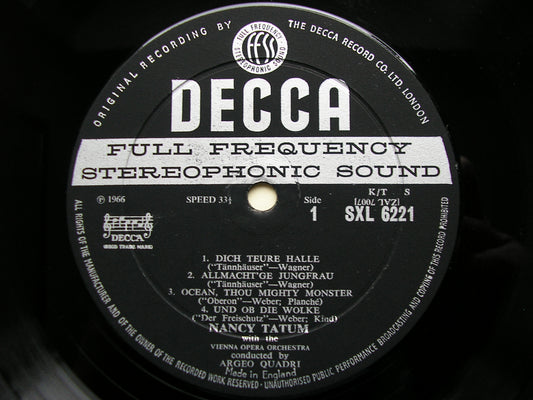 ORIGINAL RECORDING BY
THE DECCA RECORD CO. LTD. LONDON
FULL FREQUENCY
ffss
STEREOPHONIC SOUND
DECCA
FULL FREQUENCY
STEREOPHONIC SOUND
Ⓟ 1966
SPEED 33⅓
Side
1
K/T S
[ZAL 7007]
SXL 6221
DECCA
(REGD TRADE MARK)
1. DICH TEURE HALLE
("Tännhäuser"—Wagner)
2. ALLMACHT'GE JUNGFRAU
("Tännhäuser"—Wagner)
3. OCEAN, THOU MIGHTY MONSTER
("Oberon"—Weber; Planché)
4. UND OB DIE WOLKE
("Der Freischutz"—Weber; Kind)
NANCY TATUM
with the
VIENNA OPERA ORCHESTRA
conducted by
ARGEO QUADRI
Made in England
ALL RIGHTS OF THE MANUFACTURER AND OF THE OWNER OF THE RECORDED WORK RESERVED - UNAUTHORISED PUBLIC PERFORMANCE BROADCASTING AND COPYING OF THIS RECORD PROHIBITED